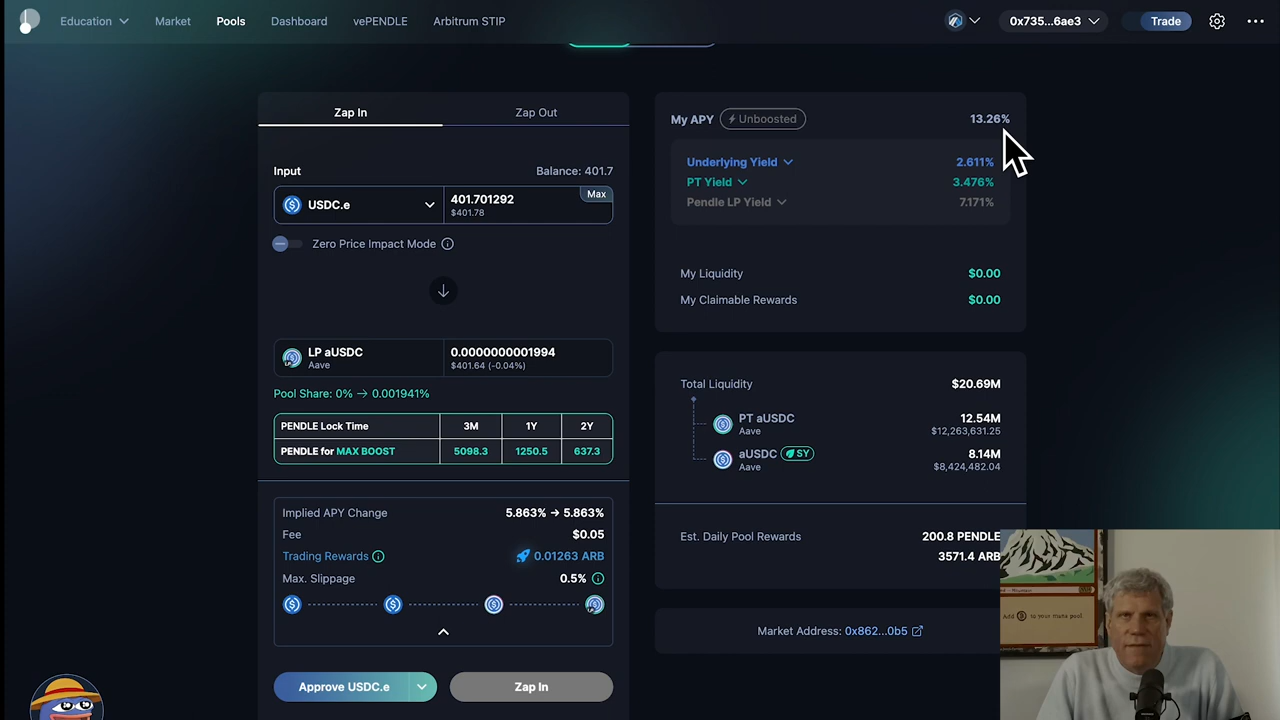 Education Market Pools Dashboard vePENDLE Arbitrum STIP 0x735...6ae3 Trade
Zap In Zap Out
Input Balance: 401.7
USDC.e 401.701292 Max
$401.78
Zero Price Impact Mode
LP aUSDC 0.0000000001994
Aave $401.64 (-0.04%)
Pool Share: 0% → 0.001941%
PENDLE Lock Time 3M 1Y 2Y
PENDLE for MAX BOOST 5098.3 1250.5 637.3
Implied APY Change 5.863% → 5.863%
Fee $0.05
Trading Rewards 0.01263 ARB
Max. Slippage 0.5%
Approve USDC.e Zap In
My APY Unboosted 13.26%
Underlying Yield 2.611%
PT Yield 3.476%
Pendle LP Yield 7.171%
My Liquidity $0.00
My Claimable Rewards $0.00
Total Liquidity $20.69M
PT aUSDC 12.54M
Aave $12,263,631.25
aUSDC SY 8.14M
Aave $8,424,482.04
Est. Daily Pool Rewards 200.8 PENDLE
3571.4 ARB
Market Address: 0x862...0b5
Add to your mana pool.